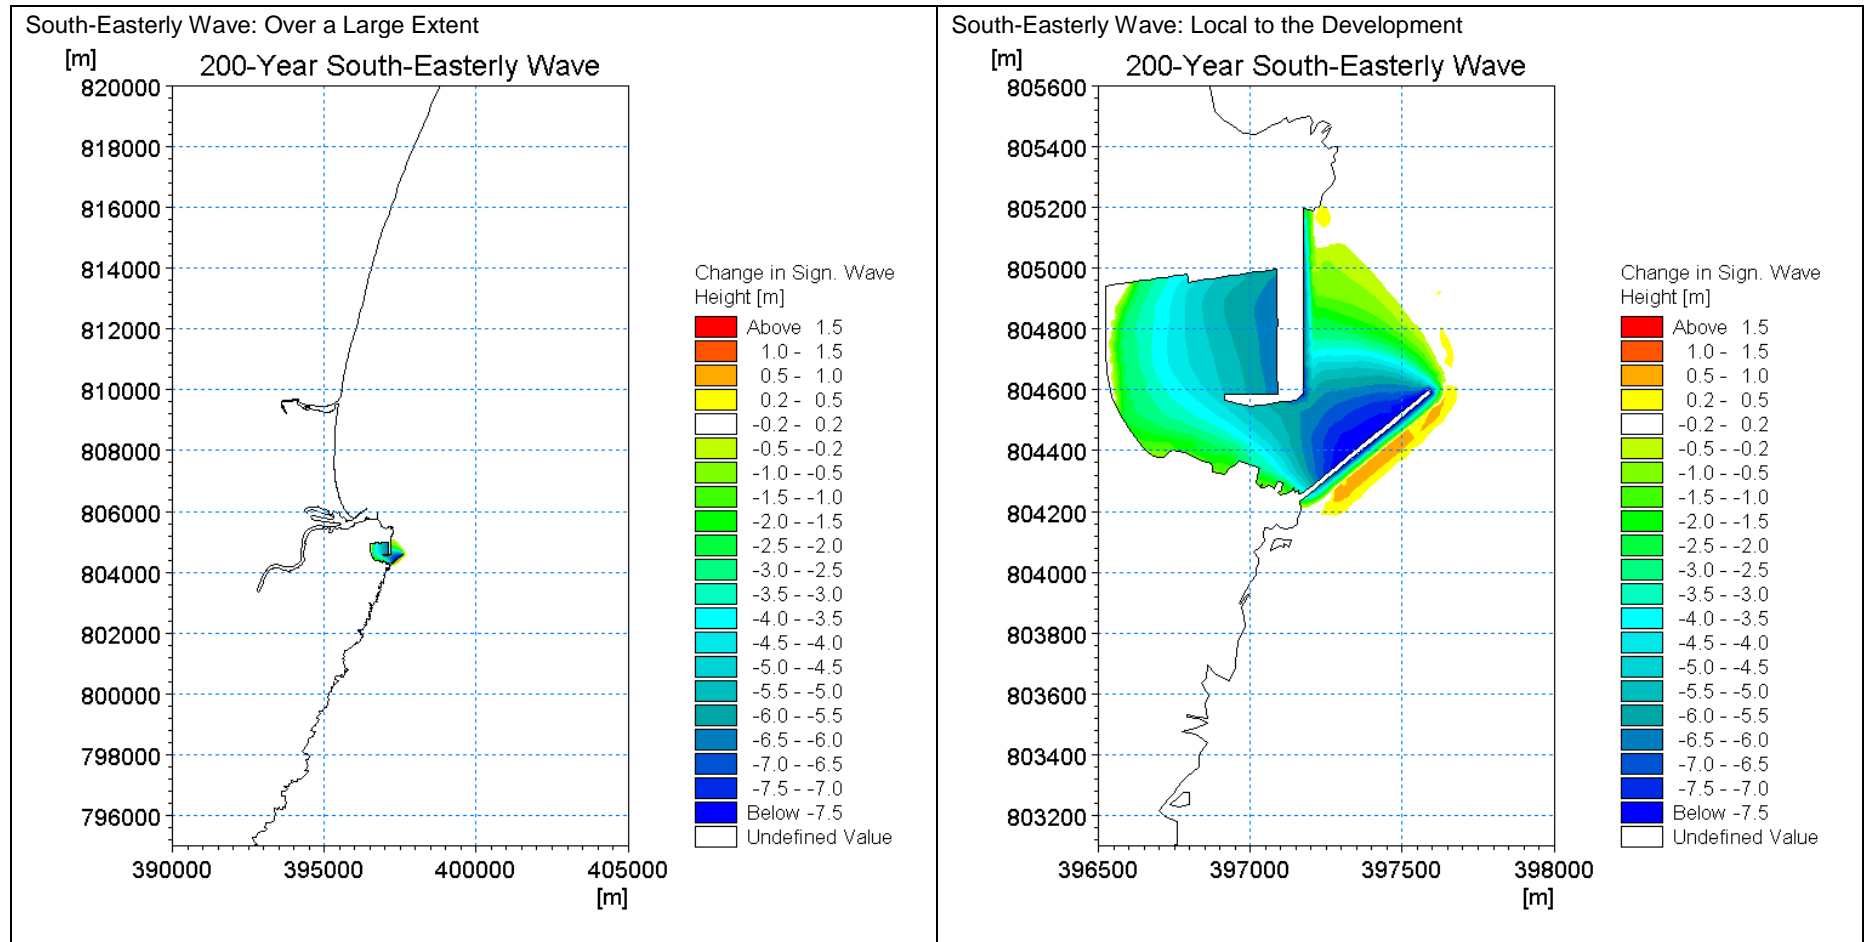 South-Easterly Wave: Over a Large Extent
[m]
200-Year South-Easterly Wave
820000
818000
816000
814000
812000
810000
808000
806000
804000
802000
800000
798000
796000
390000 395000 400000 405000
[m]
Change in Sign. Wave
Height [m]
Above 1.5
1.0 - 1.5
0.5 - 1.0
0.2 - 0.5
-0.2 - 0.2
-0.5 - -0.2
-1.0 - -0.5
-1.5 - -1.0
-2.0 - -1.5
-2.5 - -2.0
-3.0 - -2.5
-3.5 - -3.0
-4.0 - -3.5
-4.5 - -4.0
-5.0 - -4.5
-5.5 - -5.0
-6.0 - -5.5
-6.5 - -6.0
-7.0 - -6.5
-7.5 - -7.0
Below -7.5
Undefined Value
South-Easterly Wave: Local to the Development
[m]
200-Year South-Easterly Wave
805600
805400
805200
805000
804800
804600
804400
804200
804000
803800
803600
803400
803200
396500 397000 397500 398000
[m]
Change in Sign. Wave
Height [m]
Above 1.5
1.0 - 1.5
0.5 - 1.0
0.2 - 0.5
-0.2 - 0.2
-0.5 - -0.2
-1.0 - -0.5
-1.5 - -1.0
-2.0 - -1.5
-2.5 - -2.0
-3.0 - -2.5
-3.5 - -3.0
-4.0 - -3.5
-4.5 - -4.0
-5.0 - -4.5
-5.5 - -5.0
-6.0 - -5.5
-6.5 - -6.0
-7.0 - -6.5
-7.5 - -7.0
Below -7.5
Undefined Value